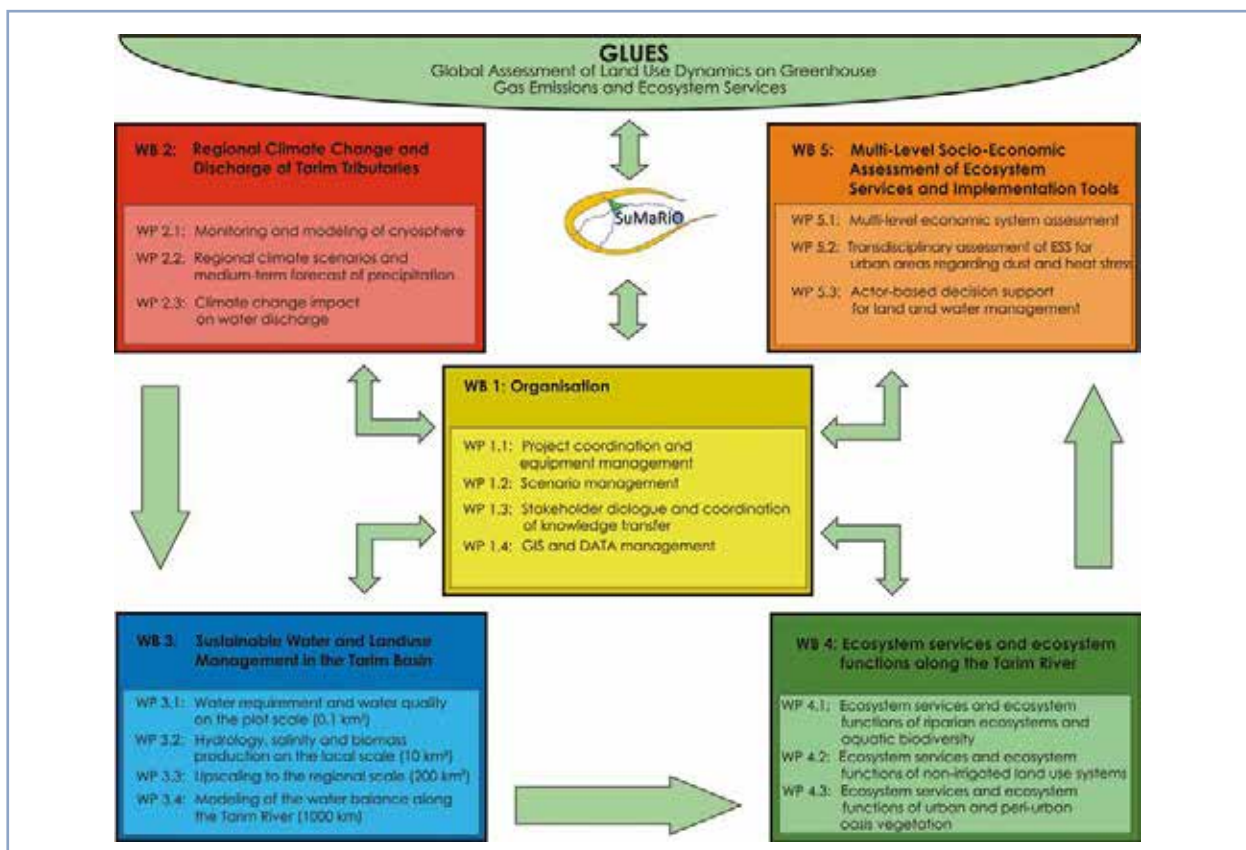 GLUES
Global Assessment of Land Use Dynamics on Greenhouse
Gas Emissions and Ecosystem Services
WB 2: Regional Climate Change and
Discharge of Tarim Tributaries
WP 2.1: Monitoring and modeling of cryosphere
WP 2.2: Regional climate scenarios and
medium-term forecast of precipitation
WP 2.3: Climate change impact
on water discharge
SuMaRiO
WB 5: Multi-Level Socio-Economic
Assessment of Ecosystem
Services and Implementation Tools
WP 5.1: Multi-level economic system assessment
WP 5.2: Transdisciplinary assessment of ESS for
urban areas regarding dust and heat stress
WP 5.3: Actor-based decision support
for land and water management
WB 1: Organisation
WP 1.1: Project coordination and
equipment management
WP 1.2: Scenario management
WP 1.3: Stakeholder dialogue and coordination
of knowledge transfer
WP 1.4: GIS and DATA management
WB 3. Sustainable Water and Landuse
Management in the Tarim Basin
WP 3.1: Water requirement and water quality
on the plot scale (0.1 km²)
WP 3.2: Hydrology, salinity and biomass
production on the local scale (10 km²)
WP 3.3: Upscaling to the regional scale (200 km²)
WP 3.4: Modeling of the water balance along
the Tarim River (1000 km)
WB 4: Ecosystem services and ecosystem
functions along the Tarim River
WP 4.1: Ecosystem services and ecosystem
functions of riparian ecosystems and
aquatic biodiversity
WP 4.2: Ecosystem services and ecosystem
functions of non-irrigated land use systems
WP 4.3: Ecosystem services and ecosystem
functions of urban and peri-urban
oasis vegetation